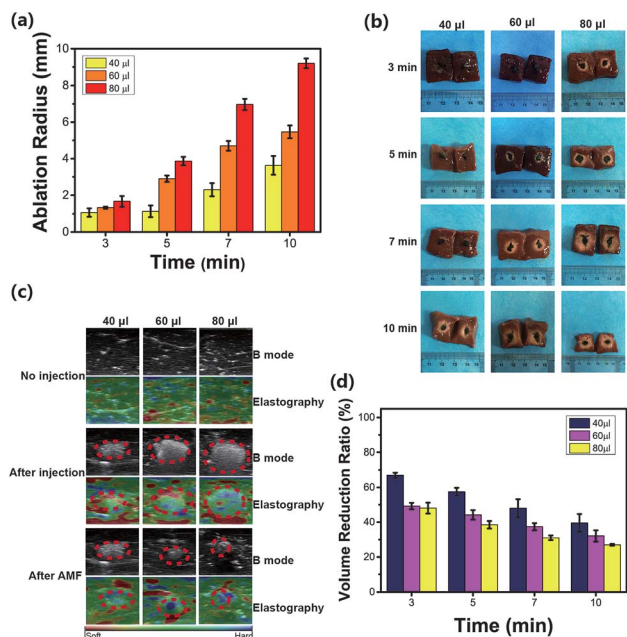 (a)
Ablation Radius (mm)
10
8
6
4
2
0
40 μl
60 μl
80 μl
3 5 7 10
Time (min)
(b)
40 μl 60 μl 80 μl
3 min
5 min
7 min
10 min
(c)
40 μl 60 μl 80 μl
No injection
B mode
Elastography
After injection
B mode
Elastography
After AMF
B mode
Elastography
Soft Hard
(d)
Volume Reduction Ratio (%)
100
80
60
40
20
0
40μl
60μl
80μl
3 5 7 10
Time (min)